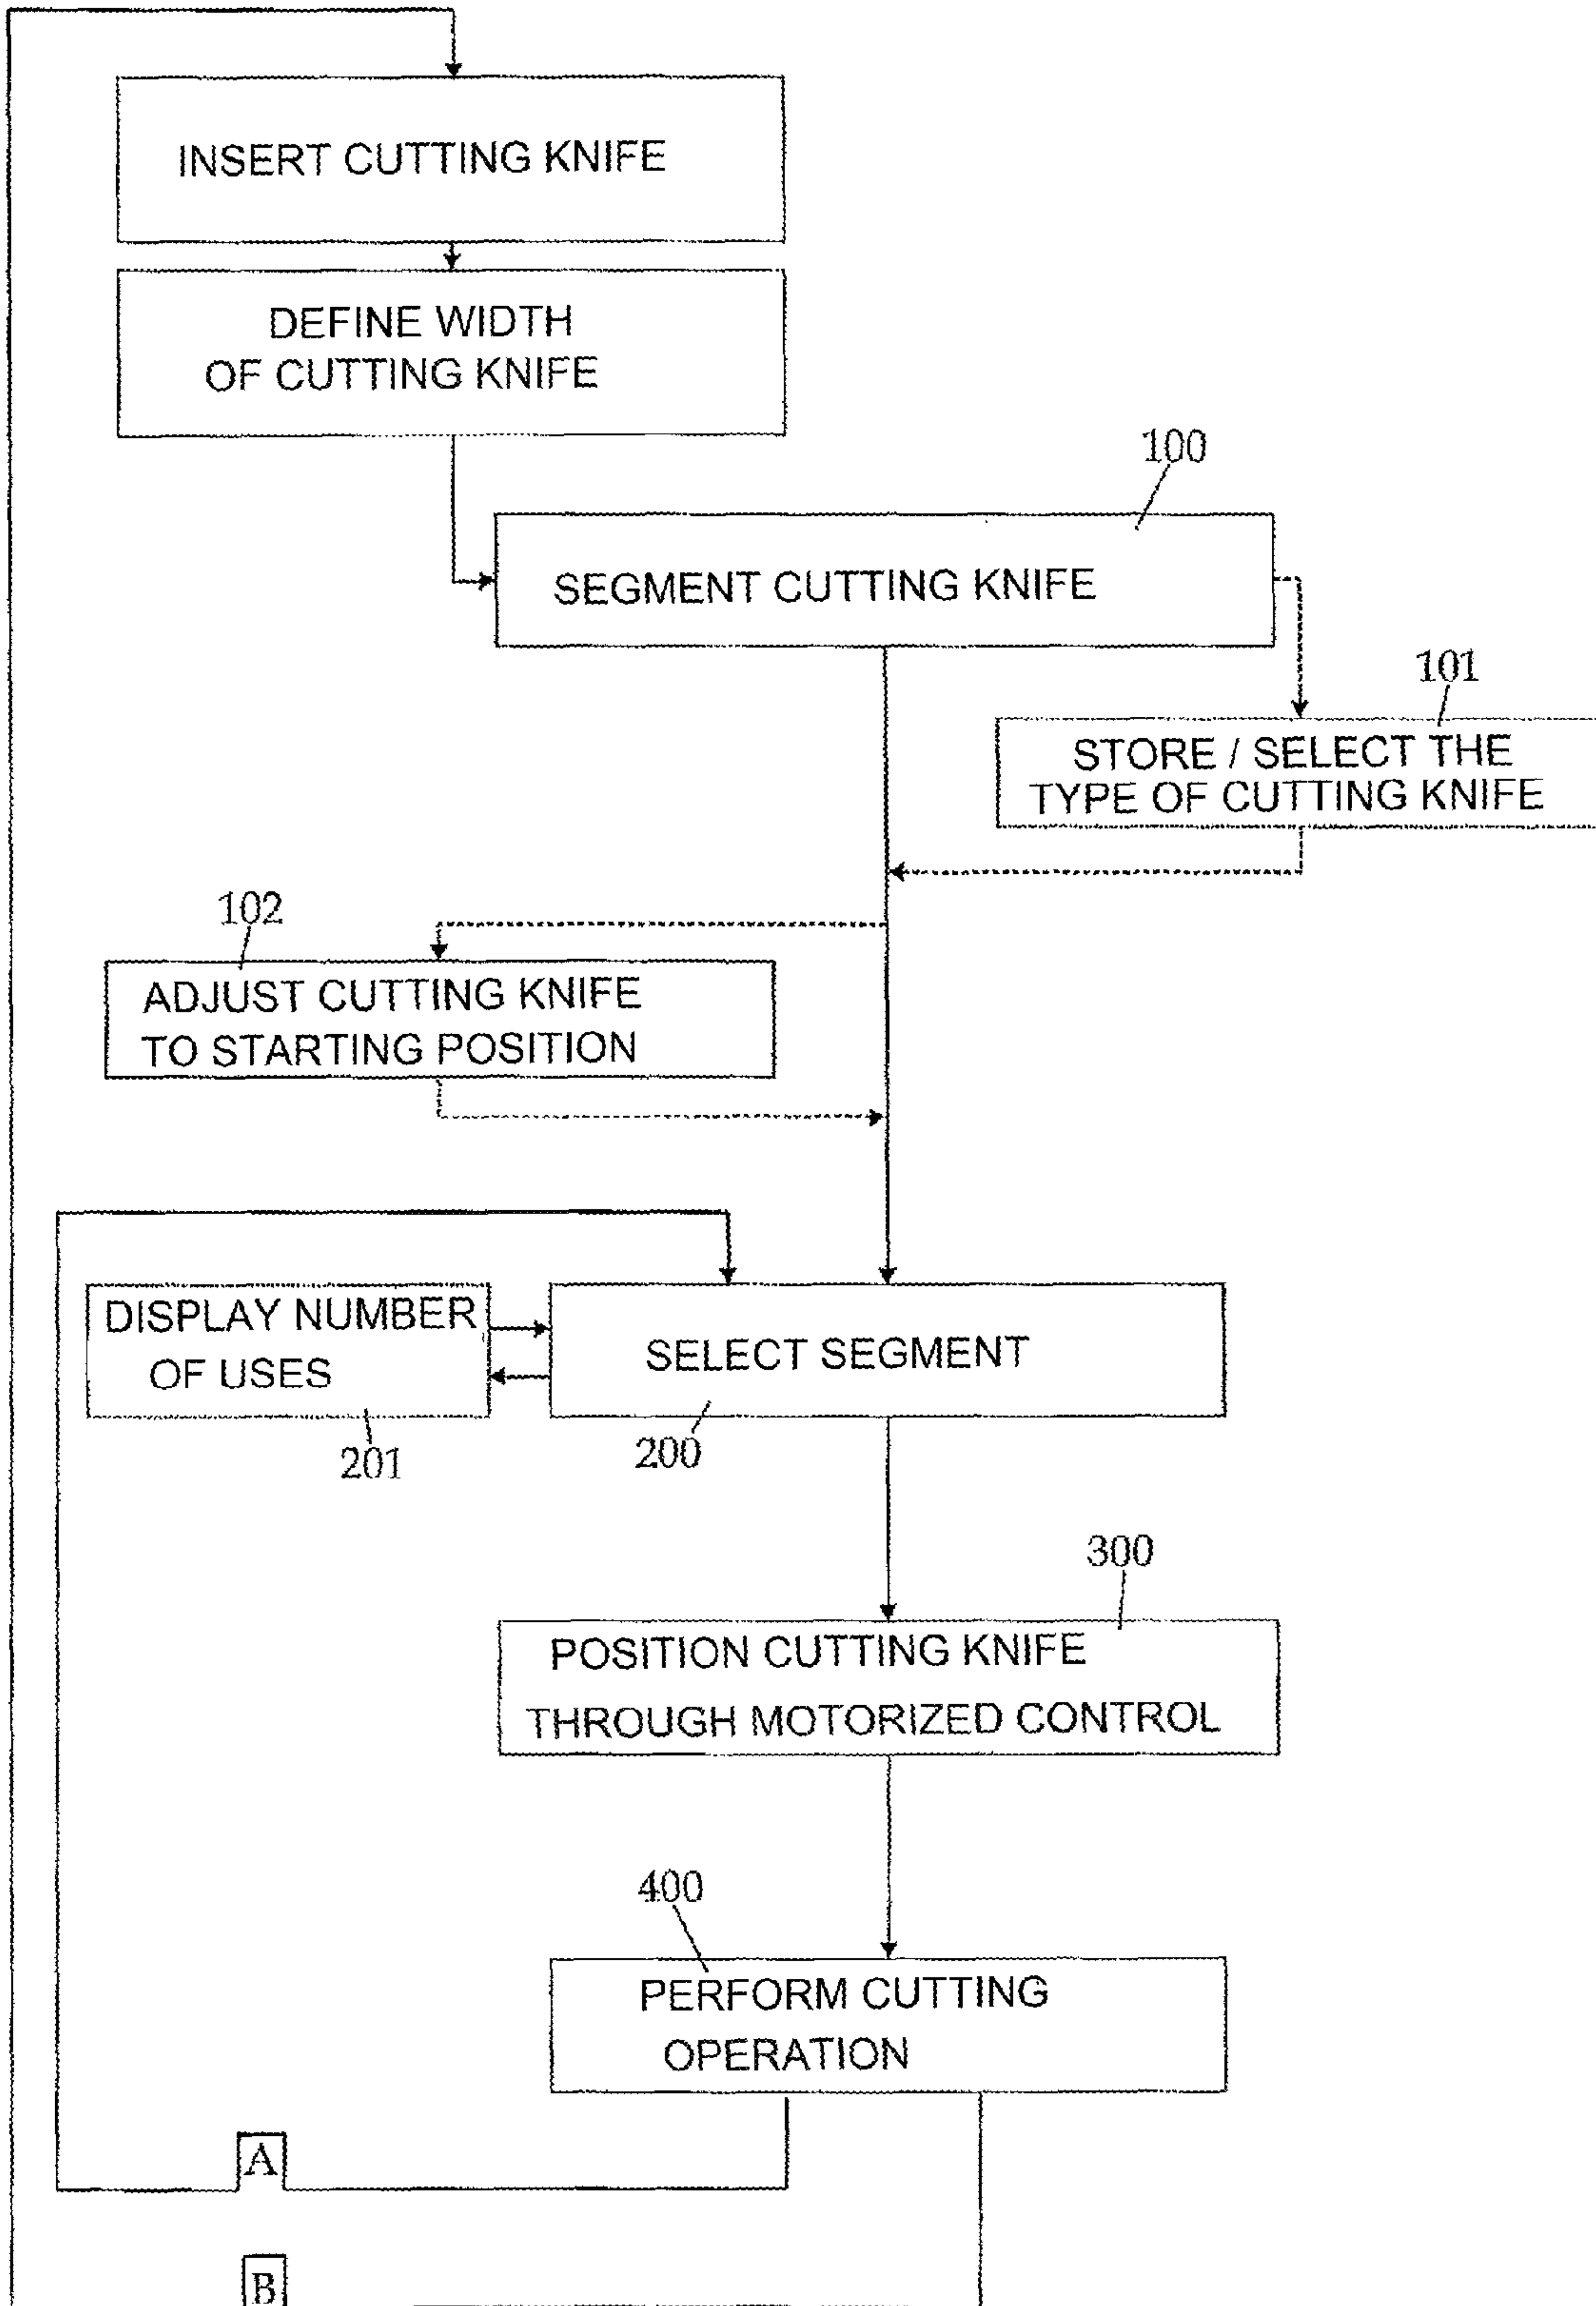 INSERT CUTTING KNIFE
DEFINE WIDTH
OF CUTTING KNIFE
100
SEGMENT CUTTING KNIFE
101
STORE / SELECT THE
TYPE OF CUTTING KNIFE
102
ADJUST CUTTING KNIFE
TO STARTING POSITION
DISPLAY NUMBER
OF USES
201
SELECT SEGMENT
200
300
POSITION CUTTING KNIFE
THROUGH MOTORIZED CONTROL
400
PERFORM CUTTING
OPERATION
A
B